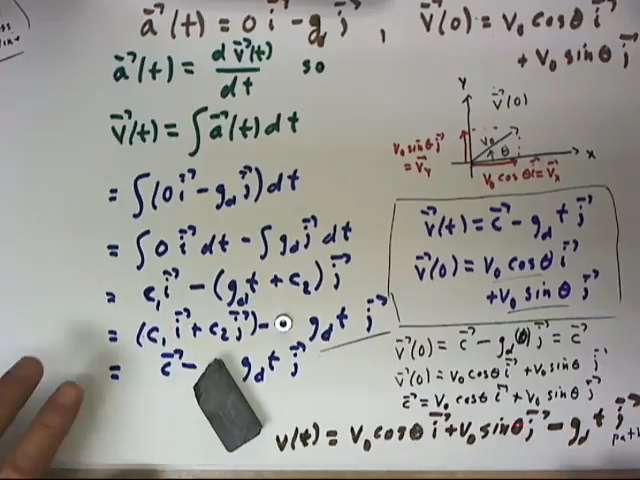 a⃗(t) = 0 i⃗ - g_d j⃗ , v⃗(0) = v₀ cos θ i⃗
+ v₀ sin θ j⃗
a⃗(t) = dv⃗(t)/dt so
v⃗(t) = ∫ a⃗(t) dt
= ∫ (0 i⃗ - g_d j⃗) dt
= ∫ 0 i⃗ dt - ∫ g_d j⃗ dt
= c₁ i⃗ - (g_d t + c₂) j⃗
= (c₁ i⃗ + c₂ j⃗) - g_d t j⃗
= c⃗ - g_d t j⃗
Y
v⃗(0)
v₀
θ
X
v₀ sin θ j⃗
= v⃗_Y
v₀ cos θ i⃗ = v⃗_X
v⃗(t) = c⃗ - g_d t j⃗
v⃗(0) = v₀ cos θ i⃗
+ v₀ sin θ j⃗
v⃗(0) = c⃗ - g_d (0) j⃗ = c⃗
v⃗(0) = v₀ cos θ i⃗ + v₀ sin θ j⃗
c⃗ = v₀ cos θ i⃗ + v₀ sin θ j⃗
v(t) = v₀ cos θ i⃗ + v₀ sin θ j⃗ - g_d t j⃗